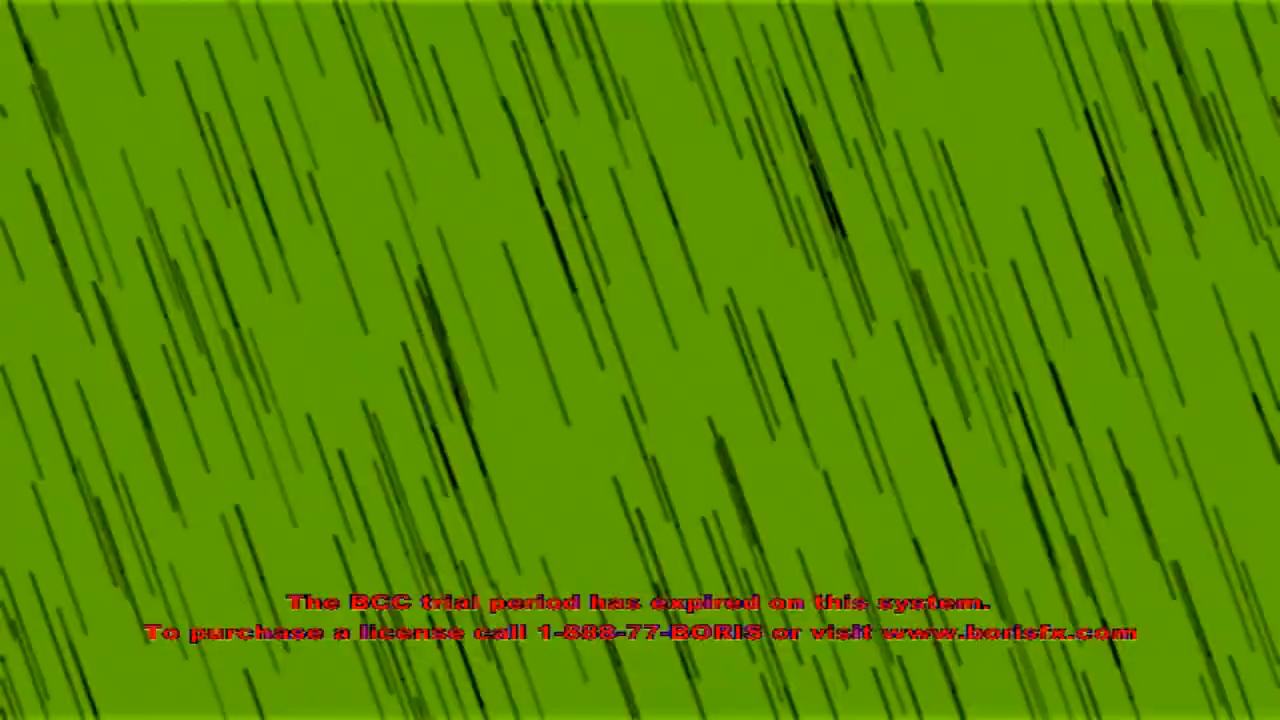 The BCC trial period has expired on this system.
To purchase a license call 1-888-77-BORIS or visit www.borisfx.com